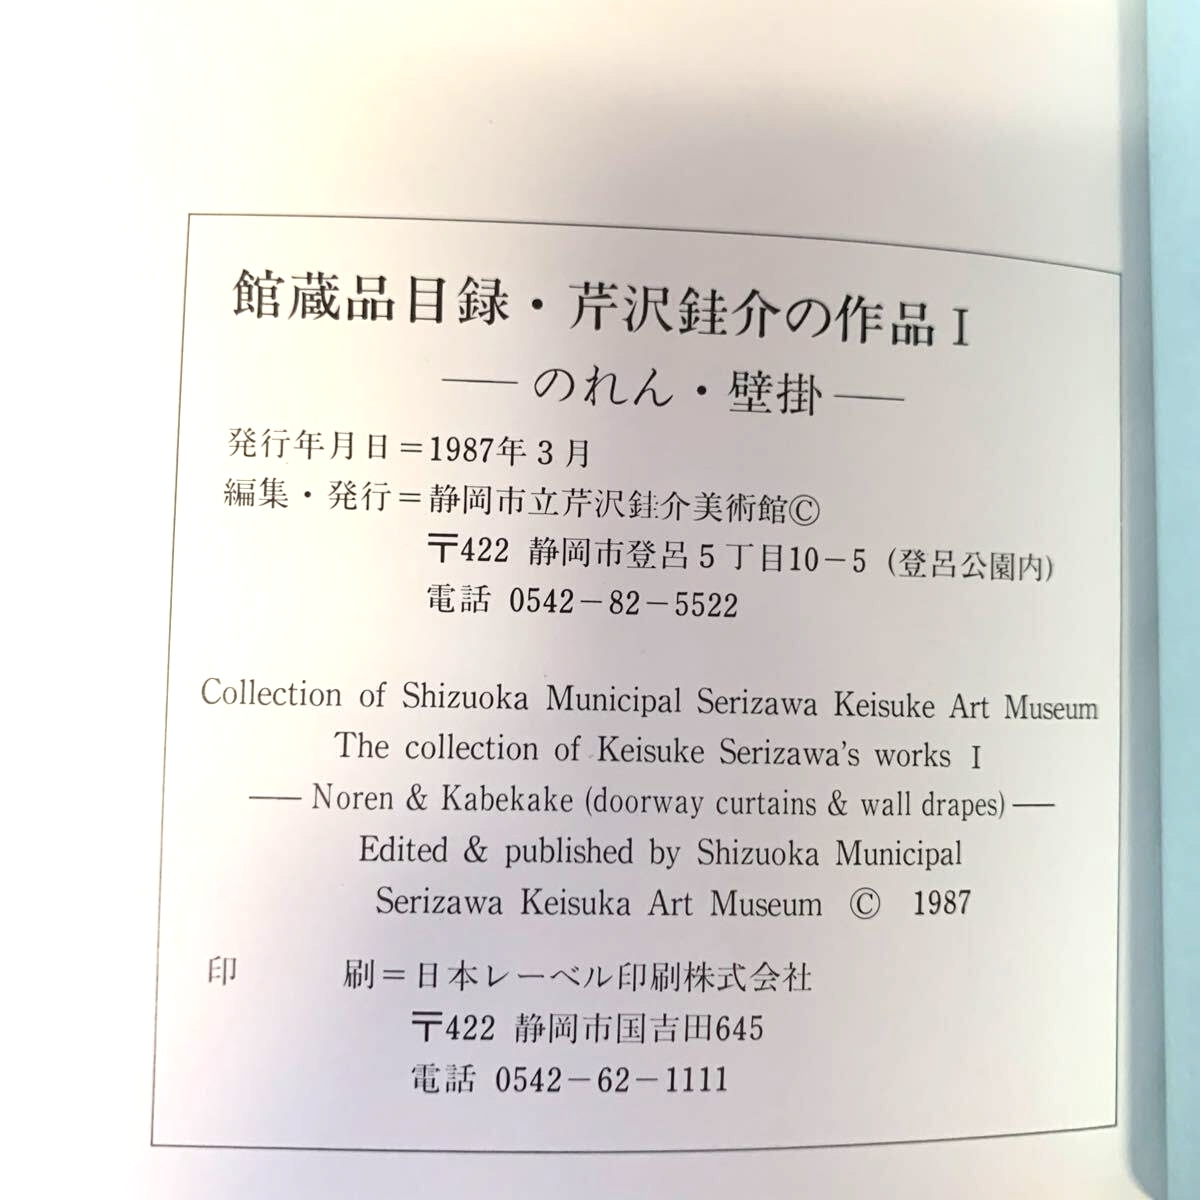 館蔵品目録・芹沢銈介の作品Ⅰ
―のれん・壁掛―
発行年月日＝1987年3月
編集・発行＝静岡市立芹沢銈介美術館Ⓒ
〒422 静岡市登呂5丁目10－5 (登呂公園内)
電話 0542－82－5522
Collection of Shizuoka Municipal Serizawa Keisuke Art Museum
The collection of Keisuke Serizawa's works Ⅰ
―Noren & Kabekake (doorway curtains & wall drapes)―
Edited & published by Shizuoka Municipal
Serizawa Keisuka Art Museum Ⓒ 1987
印　刷＝日本レーベル印刷株式会社
〒422 静岡市国吉田645
電話 0542－62－1111